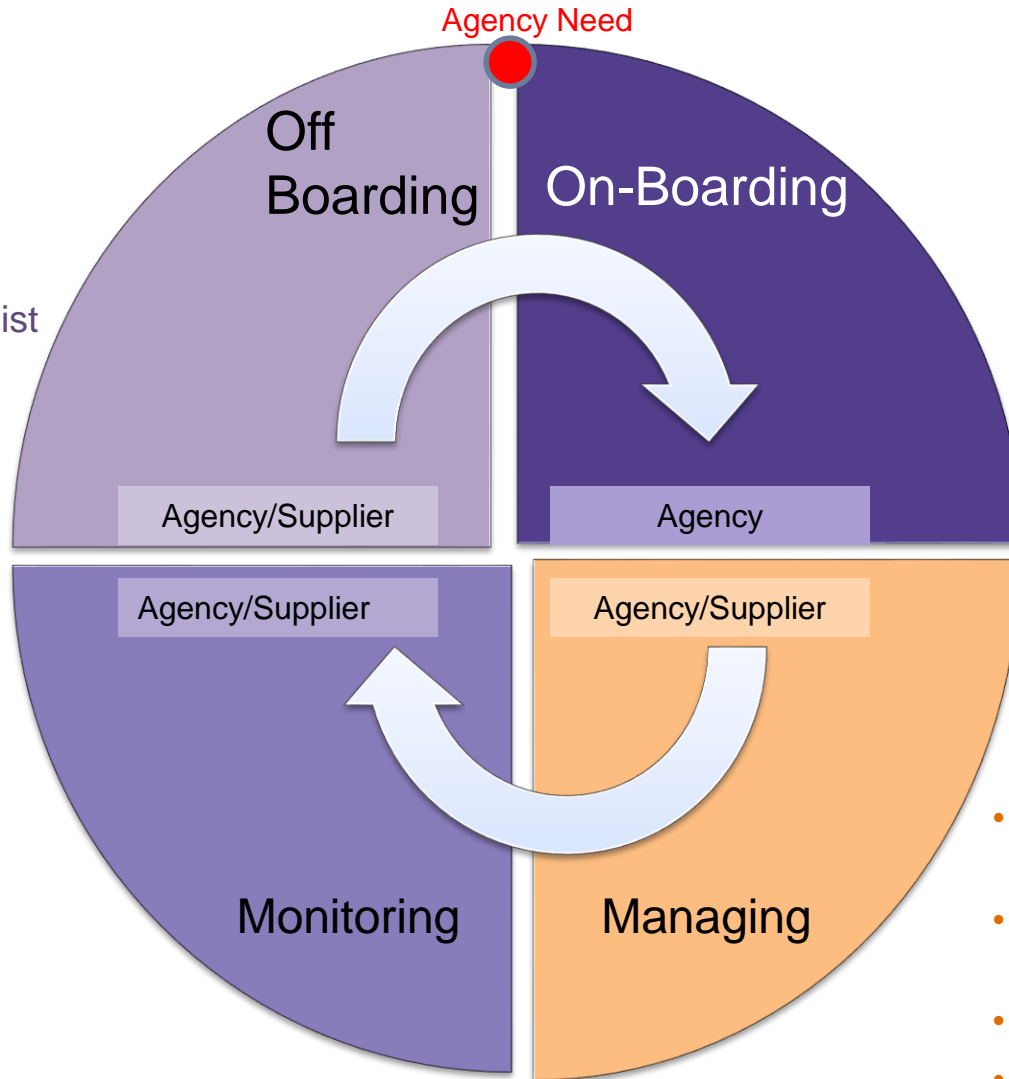 Agency Need
Off
Boarding
On-Boarding
ist
Agency/Supplier
Agency
Agency/Supplier
Agency/Supplier
Monitoring
Managing
•
•
•
•